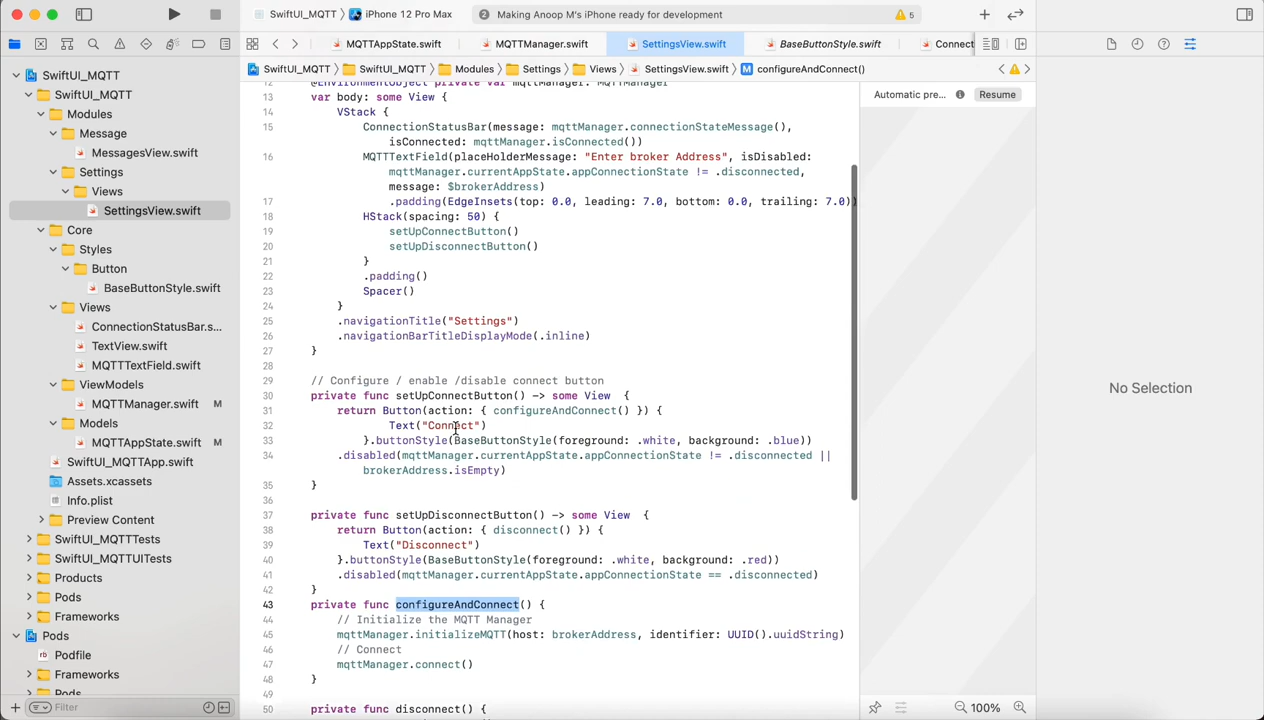 SwiftUI_MQTT 〉 iPhone 12 Pro Max
Making Anoop M's iPhone ready for development
2
5
MQTTAppState.swift
MQTTManager.swift
SettingsView.swift
BaseButtonStyle.swift
Connect
SwiftUI_MQTT 〉 SwiftUI_MQTT 〉 Modules 〉 Settings 〉 Views 〉 SettingsView.swift 〉 M configureAndConnect()
SwiftUI_MQTT
SwiftUI_MQTT
Modules
Message
MessagesView.swift
Settings
Views
SettingsView.swift
Core
Styles
Button
BaseButtonStyle.swift
Views
ConnectionStatusBar.s...
TextView.swift
MQTTTextField.swift
ViewModels
MQTTManager.swift M
Models
MQTTAppState.swift M
SwiftUI_MQTTApp.swift
Assets.xcassets
Info.plist
Preview Content
SwiftUI_MQTTTests
SwiftUI_MQTTUITests
Products
Pods
Frameworks
Pods
Podfile
Frameworks
Pods
Filter
12 @EnvironmentObject private var mqttManager: MQTTManager
13 var body: some View {
14 VStack {
15 ConnectionStatusBar(message: mqttManager.connectionStateMessage(),
isConnected: mqttManager.isConnected())
16 MQTTTextField(placeHolderMessage: "Enter broker Address", isDisabled:
mqttManager.currentAppState.appConnectionState != .disconnected,
message: $brokerAddress)
17 .padding(EdgeInsets(top: 0.0, leading: 7.0, bottom: 0.0, trailing: 7.0))
18 HStack(spacing: 50) {
19 setUpConnectButton()
20 setUpDisconnectButton()
21 }
22 .padding()
23 Spacer()
24 }
25 .navigationTitle("Settings")
26 .navigationBarTitleDisplayMode(.inline)
27 }
28
29 // Configure / enable /disable connect button
30 private func setUpConnectButton() -> some View  {
31 return Button(action: { configureAndConnect() }) {
32 Text("Connect")
33 }.buttonStyle(BaseButtonStyle(foreground: .white, background: .blue))
34 .disabled(mqttManager.currentAppState.appConnectionState != .disconnected ||
brokerAddress.isEmpty)
35 }
36
37 private func setUpDisconnectButton() -> some View  {
38 return Button(action: { disconnect() }) {
39 Text("Disconnect")
40 }.buttonStyle(BaseButtonStyle(foreground: .white, background: .red))
41 .disabled(mqttManager.currentAppState.appConnectionState == .disconnected)
42 }
43 private func configureAndConnect() {
44 // Initialize the MQTT Manager
45 mqttManager.initializeMQTT(host: brokerAddress, identifier: UUID().uuidString)
46 // Connect
47 mqttManager.connect()
48 }
49
50 private func disconnect() {
Automatic pre...
Resume
100%
No Selection